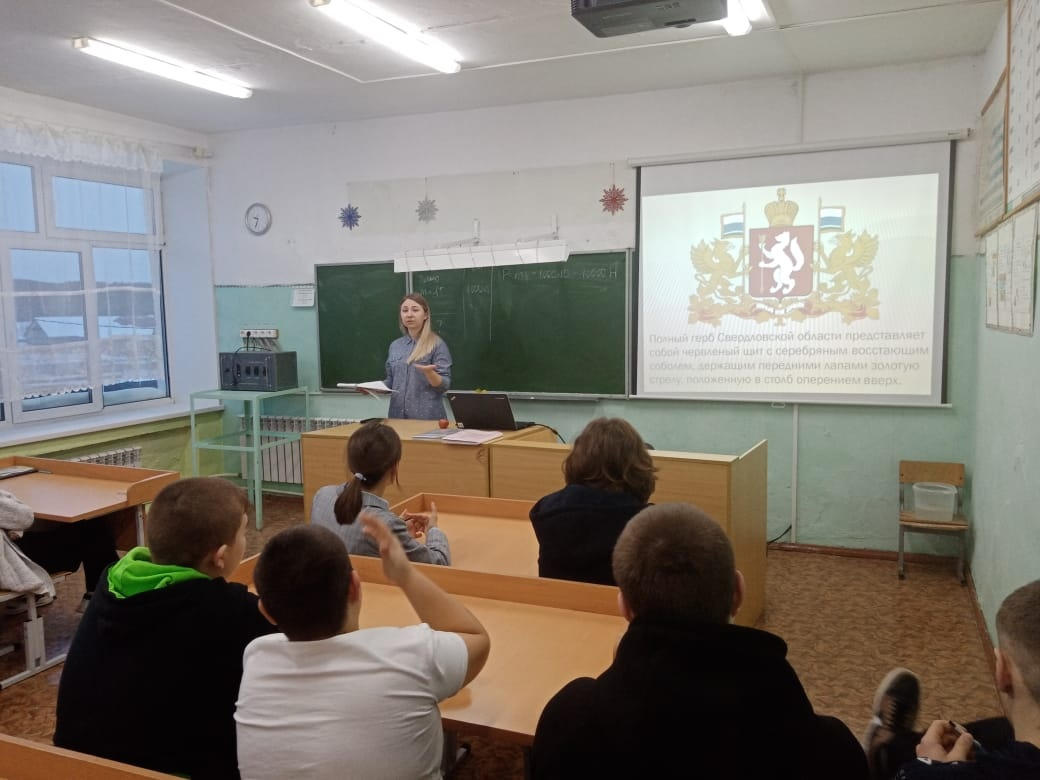 Полный герб Свердловской области представляет
собой червленый щит с серебряным восстающим
соболем, держащим передними лапами золотую
стрелу, положенную в столб оперением вверх.